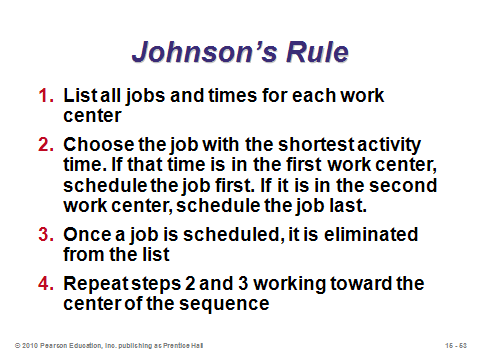 Johnson's Rule
1. List all jobs and times for each work
center
2. Choose the job with the shortest activity
time. If that time is in the first work center,
schedule the job first. If it is in the second
work center, schedule the job last.
3. Once a job is scheduled, it is eliminated
from the list
4. Repeat steps 2 and 3 working toward the
center of the sequence
© 2010 Pearson Education, Inc. publishing as Prentice Hall
15 - 53